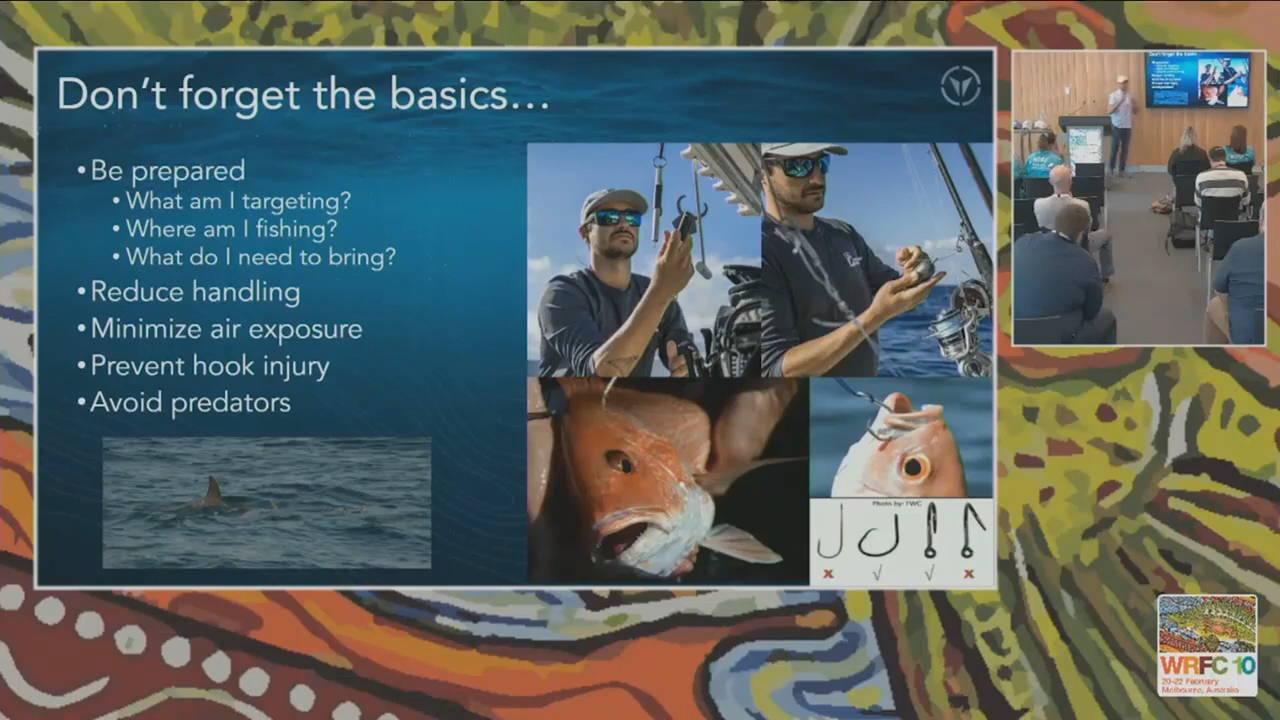 Don't forget the basics...
• Be prepared
• What am I targeting?
• Where am I fishing?
• What do I need to bring?
• Reduce handling
• Minimize air exposure
• Prevent hook injury
• Avoid predators
Photo by: FWC
Don't forget the basics...
WRFC 10
20-22 February
Melbourne, Australia